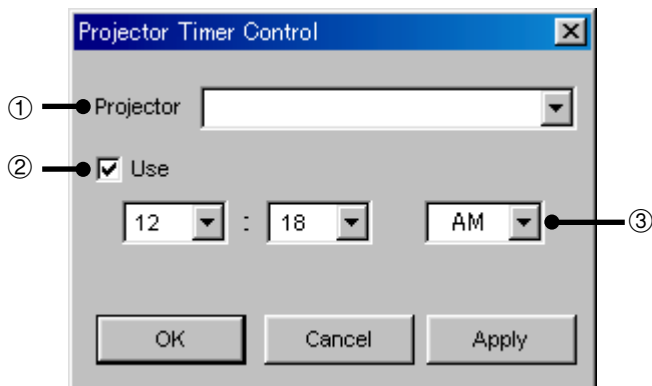 Projector Timer Control
① Projector
② Use
12 : 18 AM ③
OK Cancel Apply